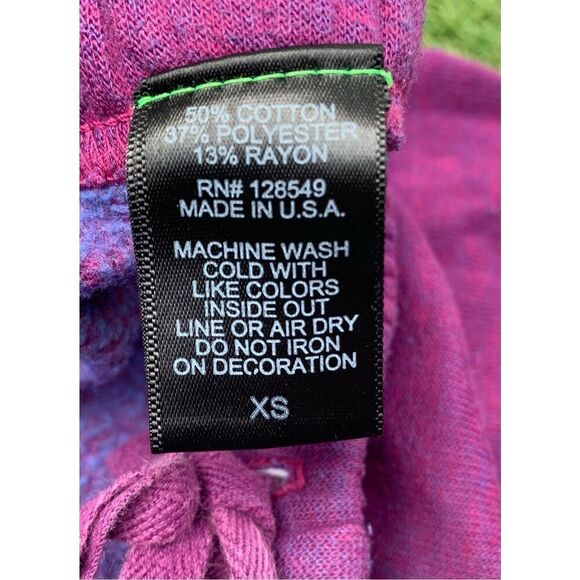 50% COTTON
37% POLYESTER
13% RAYON
RN# 128549
MADE IN U.S.A.
MACHINE WASH
COLD WITH
LIKE COLORS
INSIDE OUT
LINE OR AIR DRY
DO NOT IRON
ON DECORATION
XS